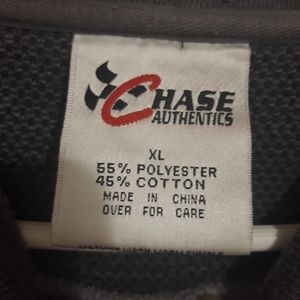 CHASE
AUTHENTICS
XL
55% POLYESTER
45% COTTON
MADE IN CHINA
OVER FOR CARE